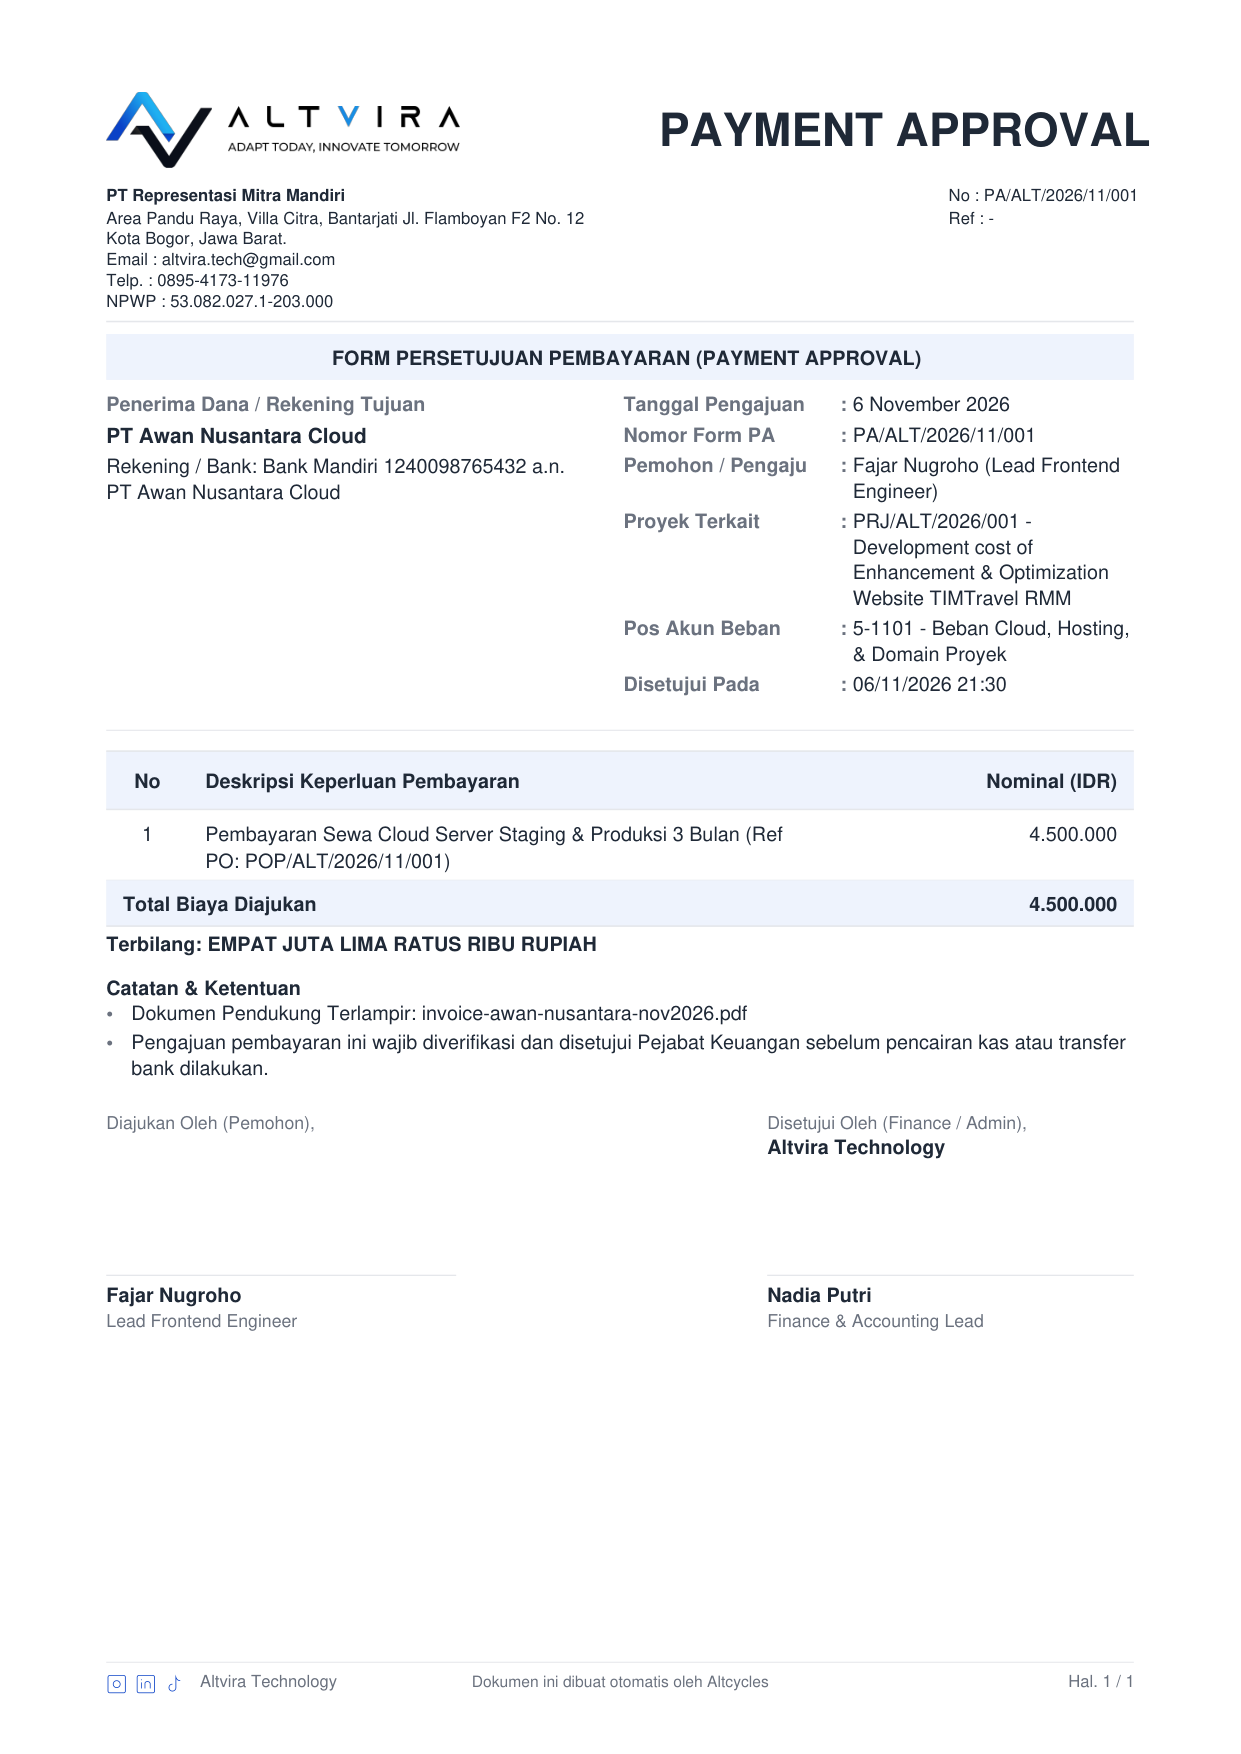 ALTVIRA
ADAPT TODAY, INNOVATE TOMORROW
PAYMENT APPROVAL
PT Representasi Mitra Mandiri
Area Pandu Raya, Villa Citra, Bantarjati Jl. Flamboyan F2 No. 12
Kota Bogor, Jawa Barat.
Email : altvira.tech@gmail.com
Telp. : 0895-4173-11976
NPWP : 53.082.027.1-203.000
No : PA/ALT/2026/11/001
Ref : -
FORM PERSETUJUAN PEMBAYARAN (PAYMENT APPROVAL)
Penerima Dana / Rekening Tujuan
PT Awan Nusantara Cloud
Rekening / Bank: Bank Mandiri 1240098765432 a.n.
PT Awan Nusantara Cloud
Tanggal Pengajuan : 6 November 2026
Nomor Form PA : PA/ALT/2026/11/001
Pemohon / Pengaju : Fajar Nugroho (Lead Frontend
Engineer)
Proyek Terkait : PRJ/ALT/2026/001 -
Development cost of
Enhancement & Optimization
Website TIMTravel RMM
Pos Akun Beban : 5-1101 - Beban Cloud, Hosting,
& Domain Proyek
Disetujui Pada : 06/11/2026 21:30
No Deskripsi Keperluan Pembayaran Nominal (IDR)
1 Pembayaran Sewa Cloud Server Staging & Produksi 3 Bulan (Ref 4.500.000
PO: POP/ALT/2026/11/001)
Total Biaya Diajukan 4.500.000
Terbilang: EMPAT JUTA LIMA RATUS RIBU RUPIAH
Catatan & Ketentuan
• Dokumen Pendukung Terlampir: invoice-awan-nusantara-nov2026.pdf
• Pengajuan pembayaran ini wajib diverifikasi dan disetujui Pejabat Keuangan sebelum pencairan kas atau transfer
bank dilakukan.
Diajukan Oleh (Pemohon),
Fajar Nugroho
Lead Frontend Engineer
Disetujui Oleh (Finance / Admin),
Altvira Technology
Nadia Putri
Finance & Accounting Lead
Altvira Technology Dokumen ini dibuat otomatis oleh Altcycles Hal. 1 / 1